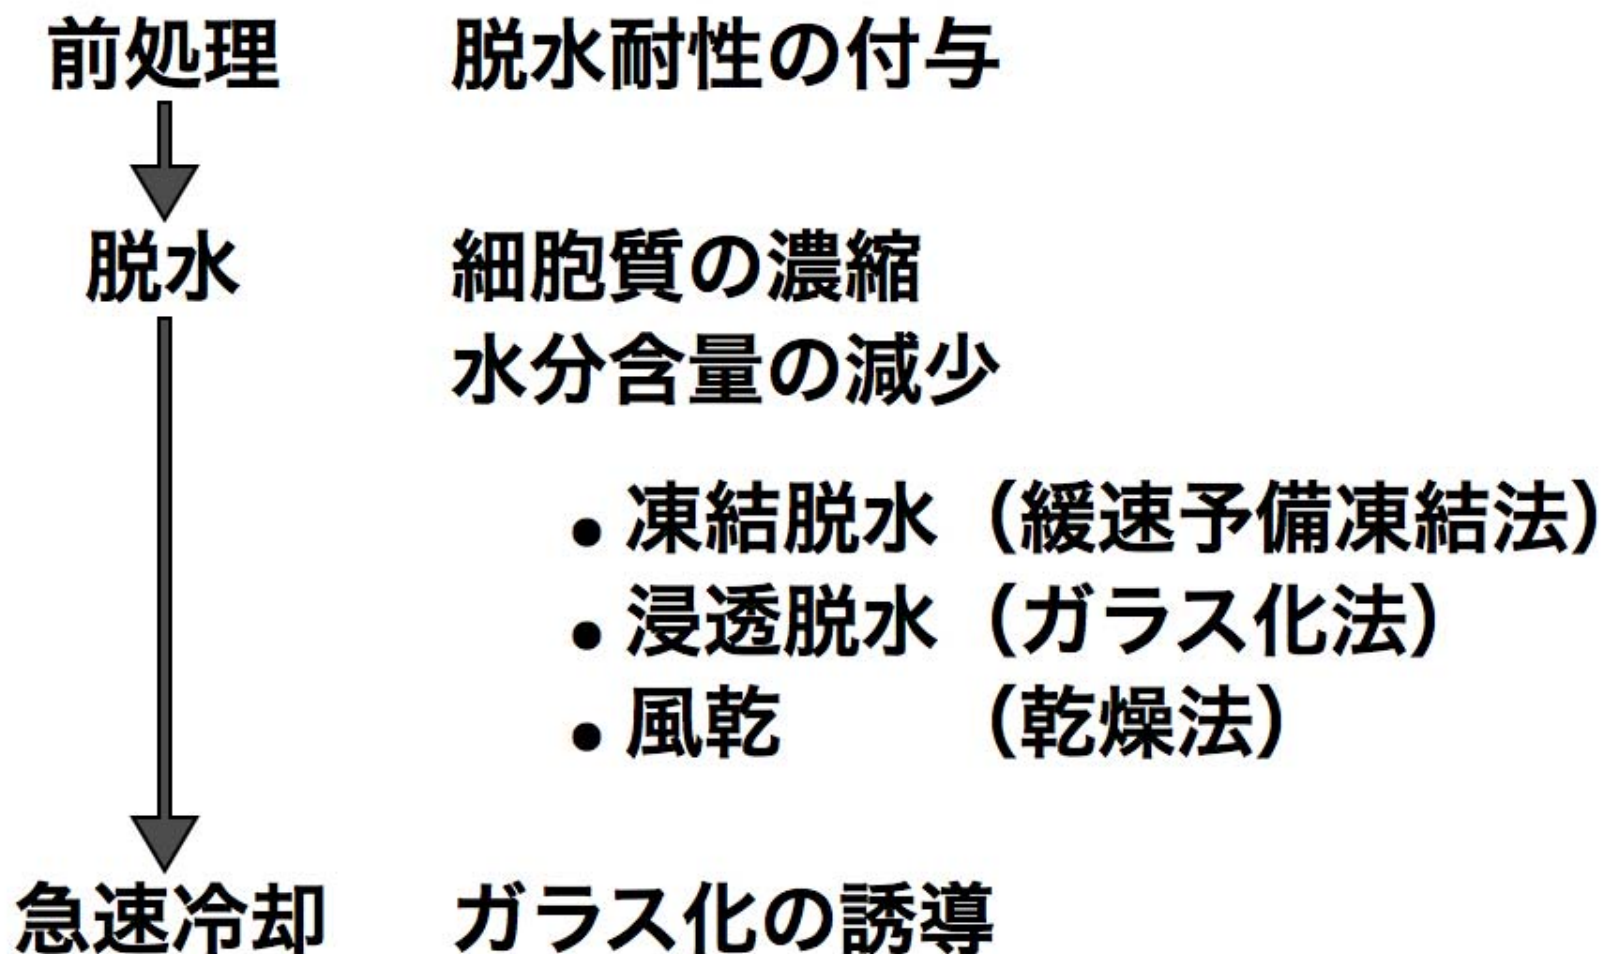 前処理 脱水耐性の付与
脱水 細胞質の濃縮
水分含量の減少
• 凍結脱水（緩速予備凍結法）
• 浸透脱水（ガラス化法）
• 風乾（乾燥法）
急速冷却 ガラス化の誘導